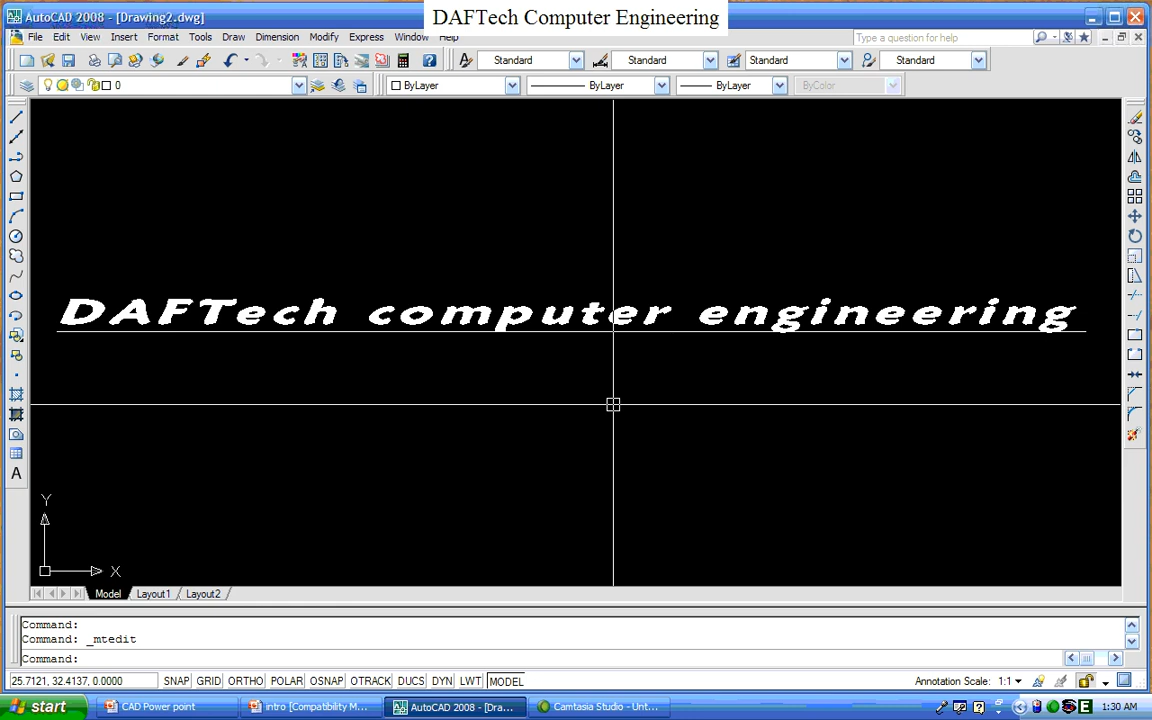 AutoCAD 2008 - [Drawing2.dwg]
DAFTech Computer Engineering
File Edit View Insert Format Tools Draw Dimension Modify Express Window Help
Type a question for help
Standard Standard Standard Standard
0 ByLayer ByLayer ByLayer ByColor
DAFTech computer engineering
Y
X
Model Layout1 Layout2
Command:
Command: _mtedit
Command:
25.7121, 32.4137, 0.0000 SNAP GRID ORTHO POLAR OSNAP OTRACK DUCS DYN LWT MODEL Annotation Scale: 1:1
start CAD Power point intro [Compatibility M... AutoCAD 2008 - [Dra... Camtasia Studio - Unt... E 1:30 AM